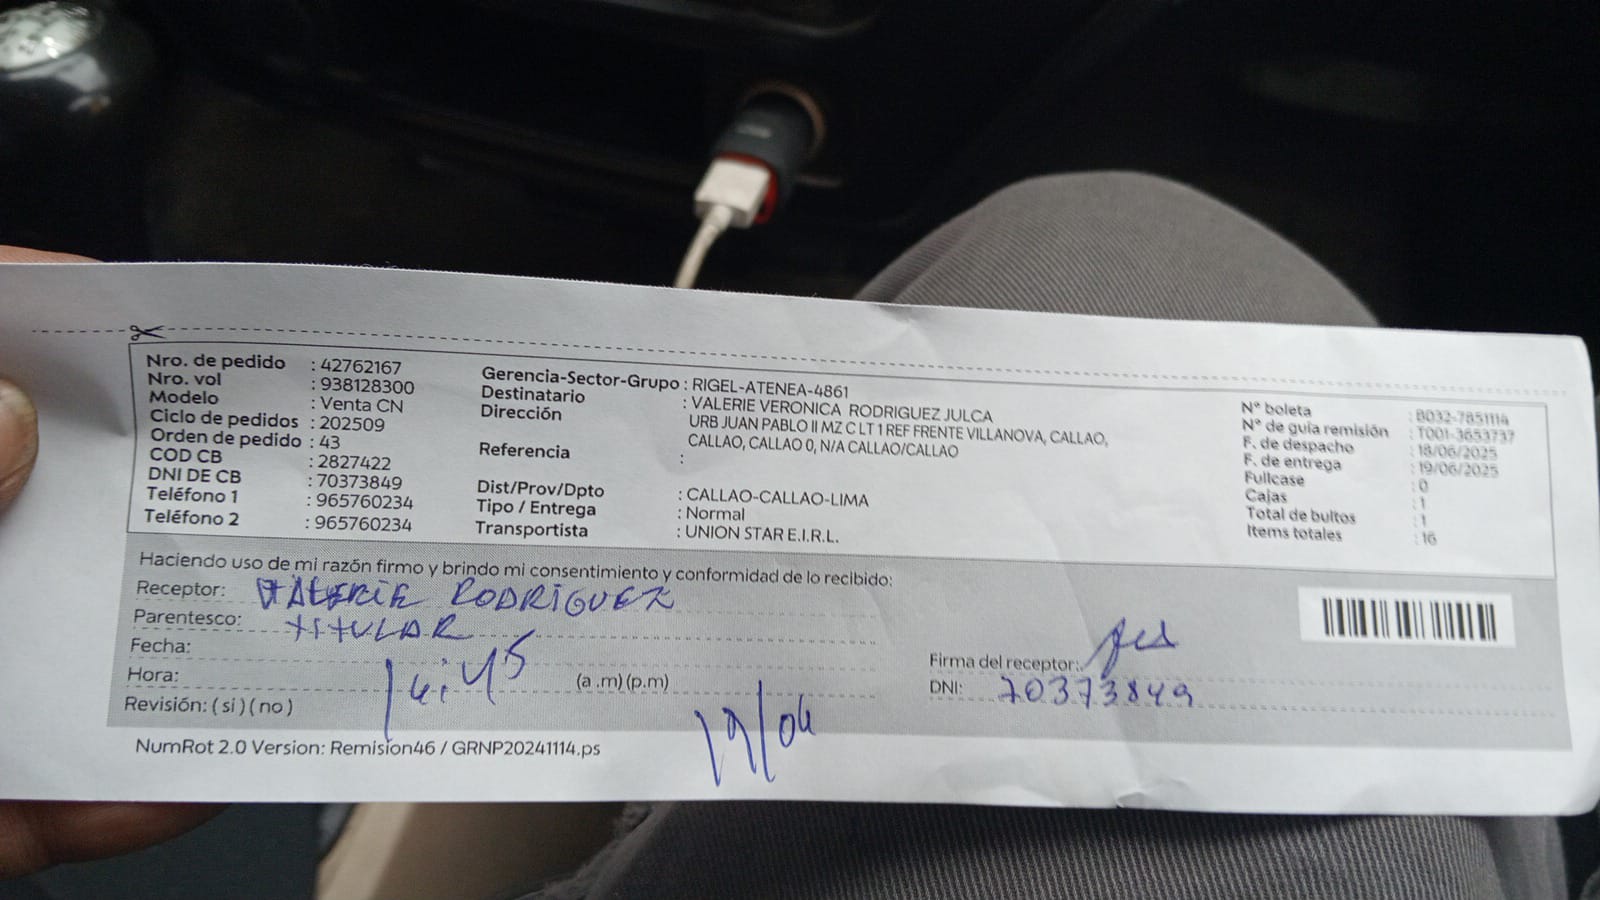 Nro. de pedido : 42762167
Nro. vol : 938128300
Modelo : Venta CN
Ciclo de pedidos : 202509
Orden de pedido : 43
COD CB : 2827422
DNI DE CB : 70373849
Teléfono 1 : 965760234
Teléfono 2 : 965760234
Gerencia-Sector-Grupo : RIGEL-ATENEA-4861
Destinatario : VALERIE VERONICA RODRIGUEZ JULCA
Dirección URB JUAN PABLO II MZ C LT 1 REF FRENTE VILLANOVA, CALLAO,
CALLAO, CALLAO 0, N/A CALLAO/CALLAO
Referencia :
Dist/Prov/Dpto : CALLAO-CALLAO-LIMA
Tipo / Entrega : Normal
Transportista : UNION STAR E.I.R.L.
N° boleta : B032-7851114
N° de guía remisión : T001-3653737
F. de despacho : 18/06/2025
F. de entrega : 19/06/2025
Fullcase : 0
Cajas : 1
Total de bultos : 1
Items totales : 16
Haciendo uso de mi razón firmo y brindo mi consentimiento y conformidad de lo recibido:
Receptor: VALERIE RODRIGUEZ
Parentesco: TITULAR
Fecha:
Hora: (a .m) (p.m)
Revisión: ( si ) ( no )
Firma del receptor:
DNI: 70373849
NumRot 2.0 Version: Remision46 / GRNP20241114.ps